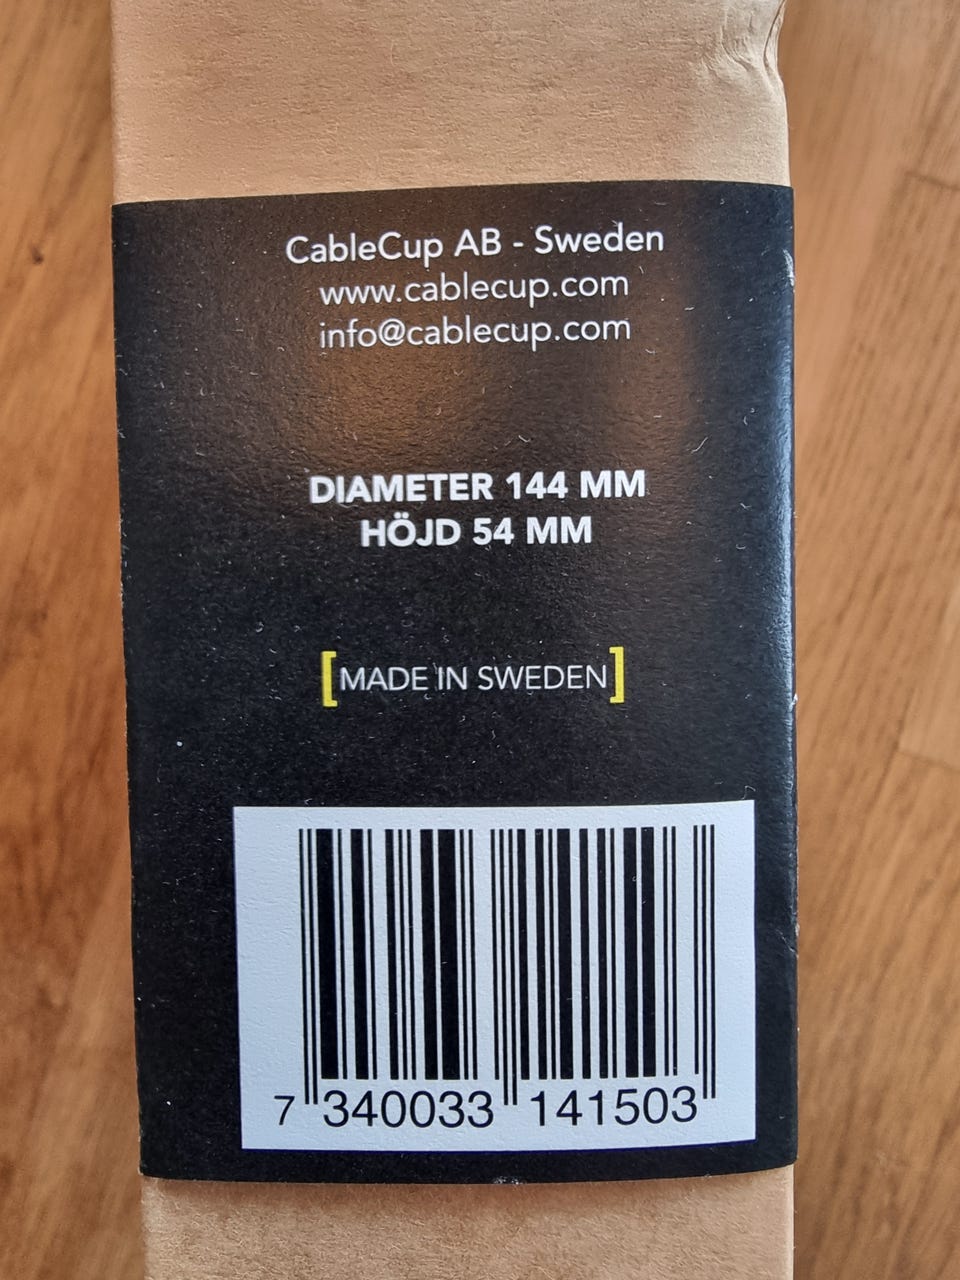 CableCup AB - Sweden
www.cablecup.com
info@cablecup.com
DIAMETER 144 MM
HÖJD 54 MM
[MADE IN SWEDEN]
7 340033 141503